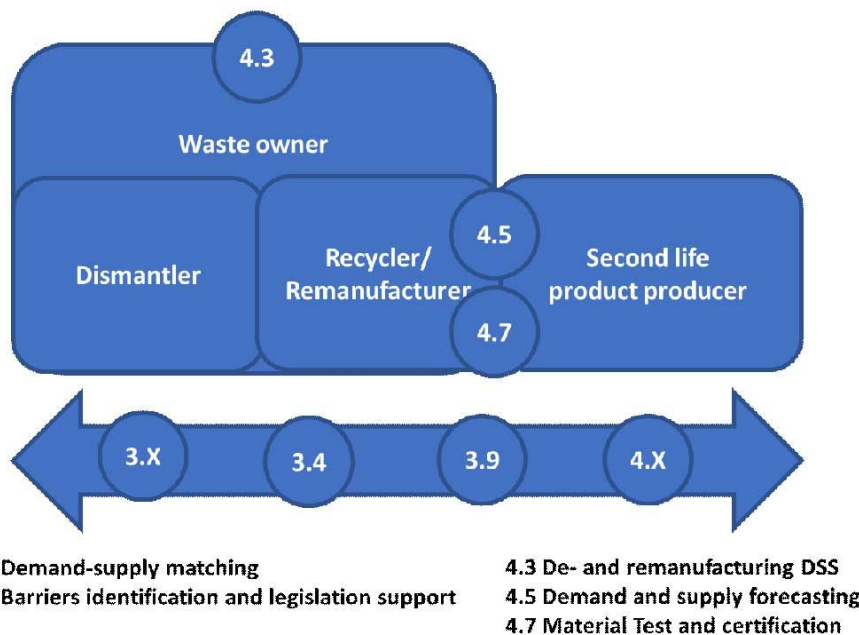 4.3
Waste owner
Dismantler
Recycler/
Remanufacturer
4.5
4.7
Second life
product producer
3.X
3.4
3.9
4.X
Demand-supply matching
Barriers identification and legislation support
4.3 De- and remanufacturing DSS
4.5 Demand and supply forecasting
4.7 Material Test and certification